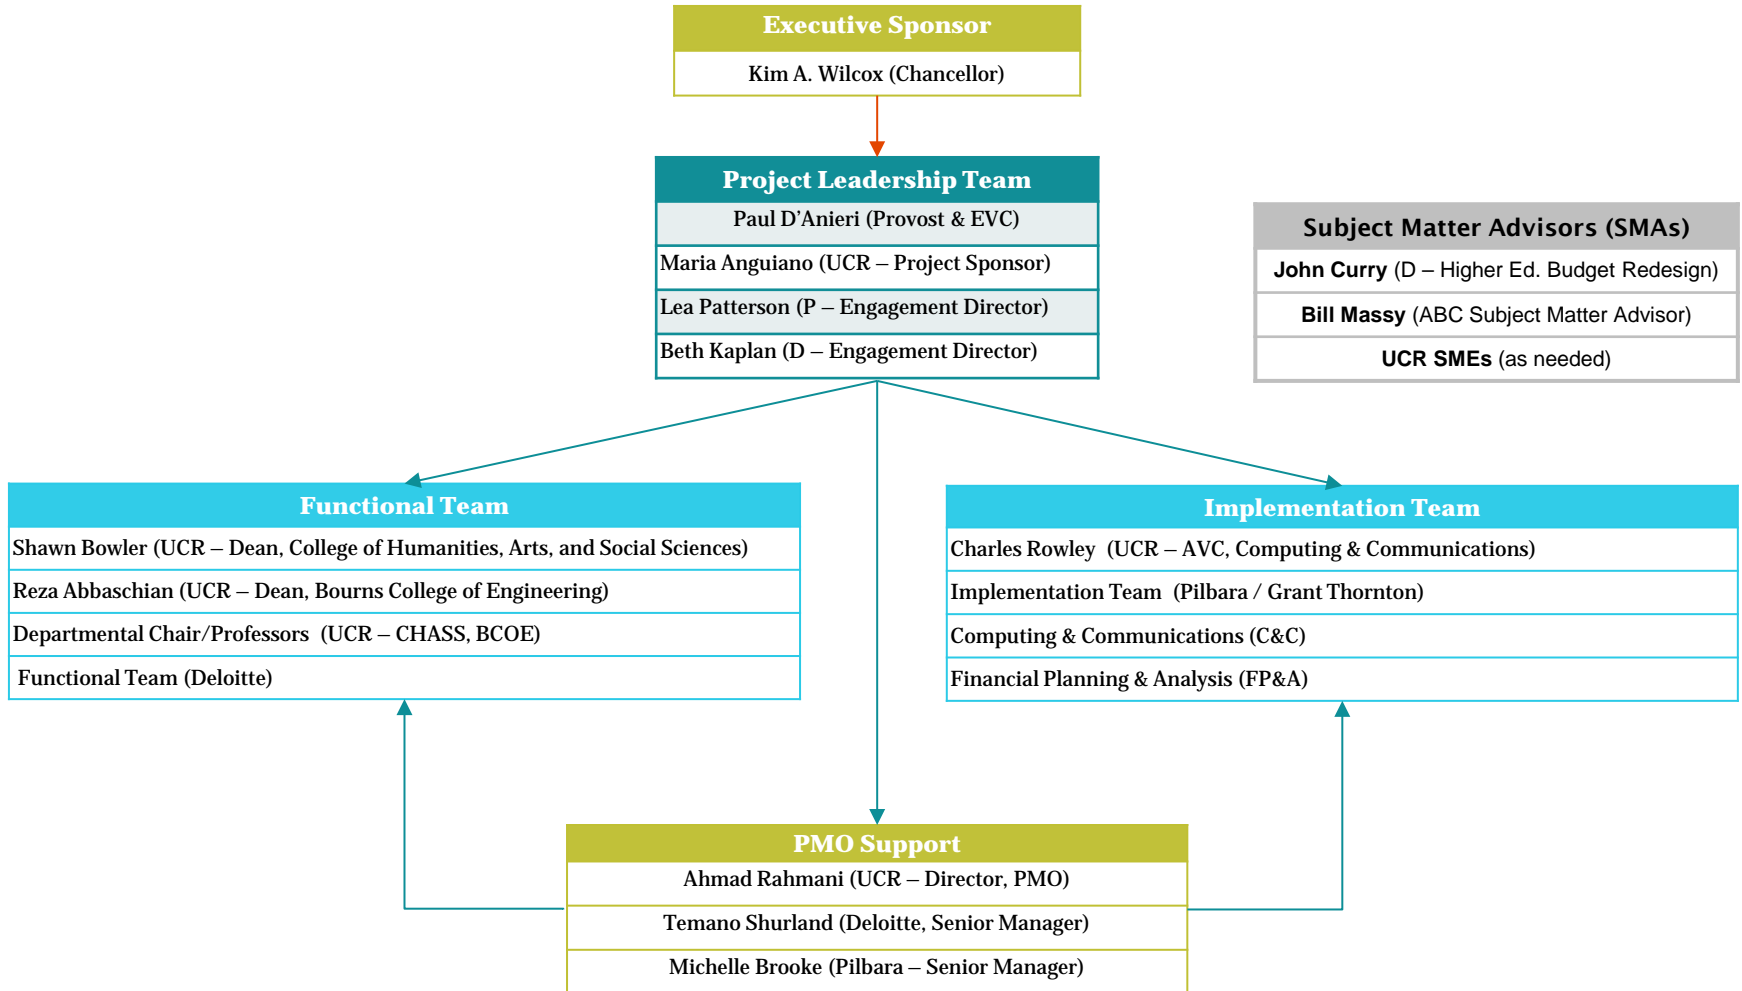 Executive Sponsor
Kim A. Wilcox (Chancellor)
Project Leadership Team
Paul D’Anieri (Provost & EVC)
Maria Anguiano (UCR – Project Sponsor)
Lea Patterson (P – Engagement Director)
Beth Kaplan (D – Engagement Director)
Subject Matter Advisors (SMAs)
John Curry (D – Higher Ed. Budget Redesign)
Bill Massy (ABC Subject Matter Advisor)
UCR SMEs (as needed)
Functional Team
Shawn Bowler (UCR – Dean, College of Humanities, Arts, and Social Sciences)
Reza Abbaschian (UCR – Dean, Bourns College of Engineering)
Departmental Chair/Professors (UCR – CHASS, BCOE)
Functional Team (Deloitte)
Implementation Team
Charles Rowley (UCR – AVC, Computing & Communications)
Implementation Team (Pilbara / Grant Thornton)
Computing & Communications (C&C)
Financial Planning & Analysis (FP&A)
PMO Support
Ahmad Rahmani (UCR – Director, PMO)
Temano Shurland (Deloitte, Senior Manager)
Michelle Brooke (Pilbara – Senior Manager)